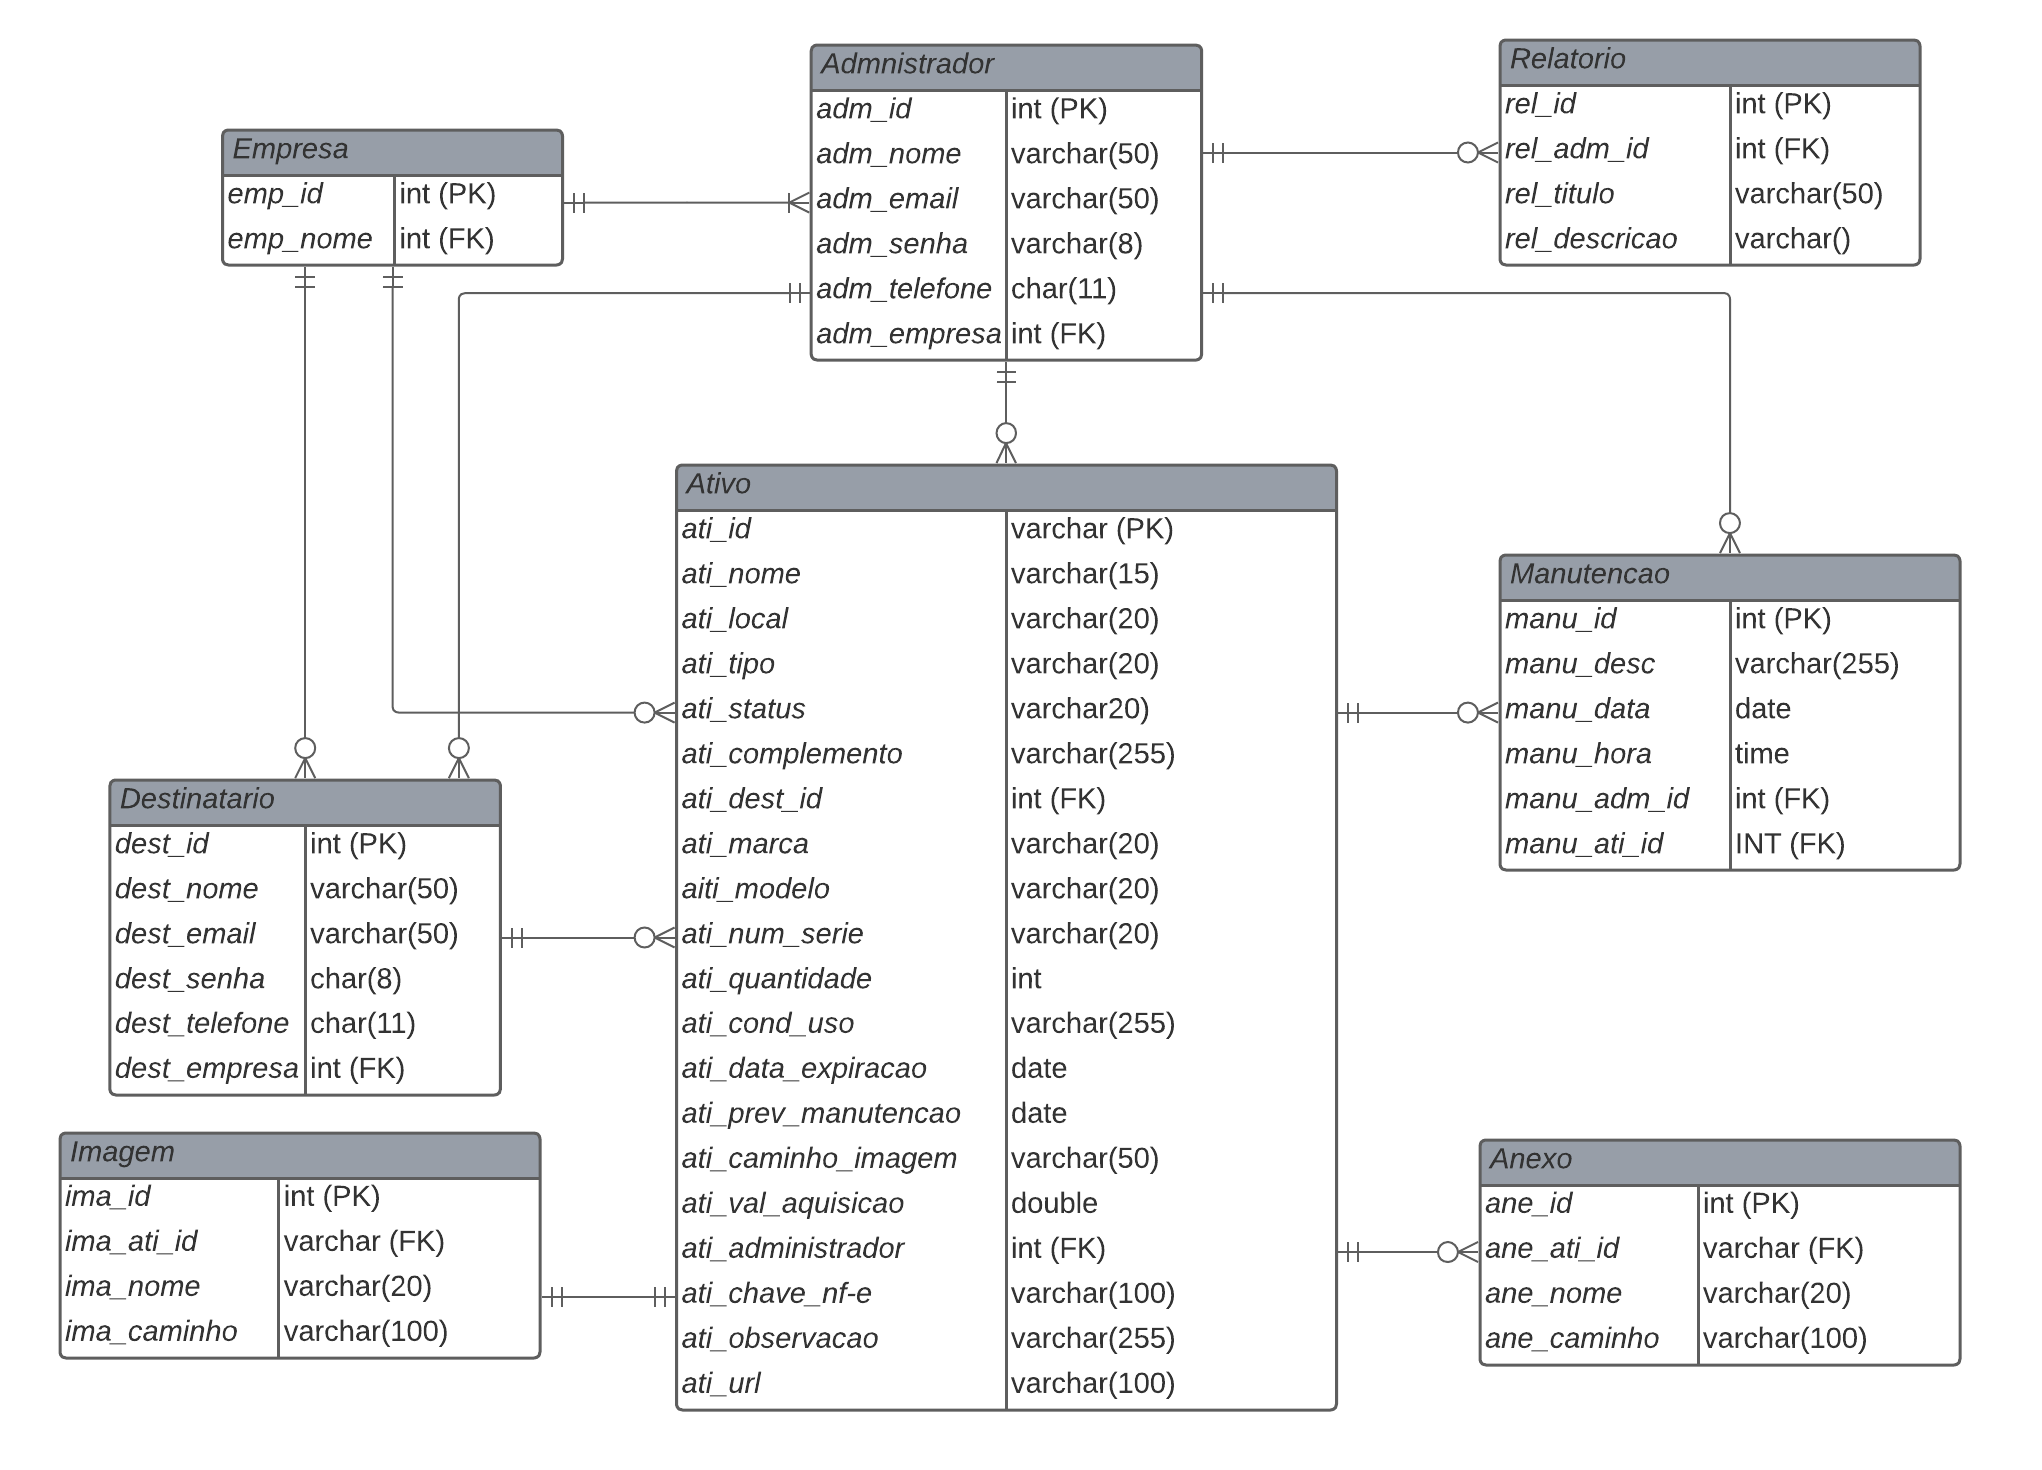 Admnistrador
adm_id int (PK)
adm_nome varchar(50)
adm_email varchar(50)
adm_senha varchar(8)
adm_telefone char(11)
adm_empresa int (FK)
Relatorio
rel_id int (PK)
rel_adm_id int (FK)
rel_titulo varchar(50)
rel_descricao varchar()
Empresa
emp_id int (PK)
emp_nome int (FK)
Ativo
ati_id varchar (PK)
ati_nome varchar(15)
ati_local varchar(20)
ati_tipo varchar(20)
ati_status varchar20)
ati_complemento varchar(255)
ati_dest_id int (FK)
ati_marca varchar(20)
aiti_modelo varchar(20)
ati_num_serie varchar(20)
ati_quantidade int
ati_cond_uso varchar(255)
ati_data_expiracao date
ati_prev_manutencao date
ati_caminho_imagem varchar(50)
ati_val_aquisicao double
ati_administrador int (FK)
ati_chave_nf-e varchar(100)
ati_observacao varchar(255)
ati_url varchar(100)
Manutencao
manu_id int (PK)
manu_desc varchar(255)
manu_data date
manu_hora time
manu_adm_id int (FK)
manu_ati_id INT (FK)
Destinatario
dest_id int (PK)
dest_nome varchar(50)
dest_email varchar(50)
dest_senha char(8)
dest_telefone char(11)
dest_empresa int (FK)
Imagem
ima_id int (PK)
ima_ati_id varchar (FK)
ima_nome varchar(20)
ima_caminho varchar(100)
Anexo
ane_id int (PK)
ane_ati_id varchar (FK)
ane_nome varchar(20)
ane_caminho varchar(100)